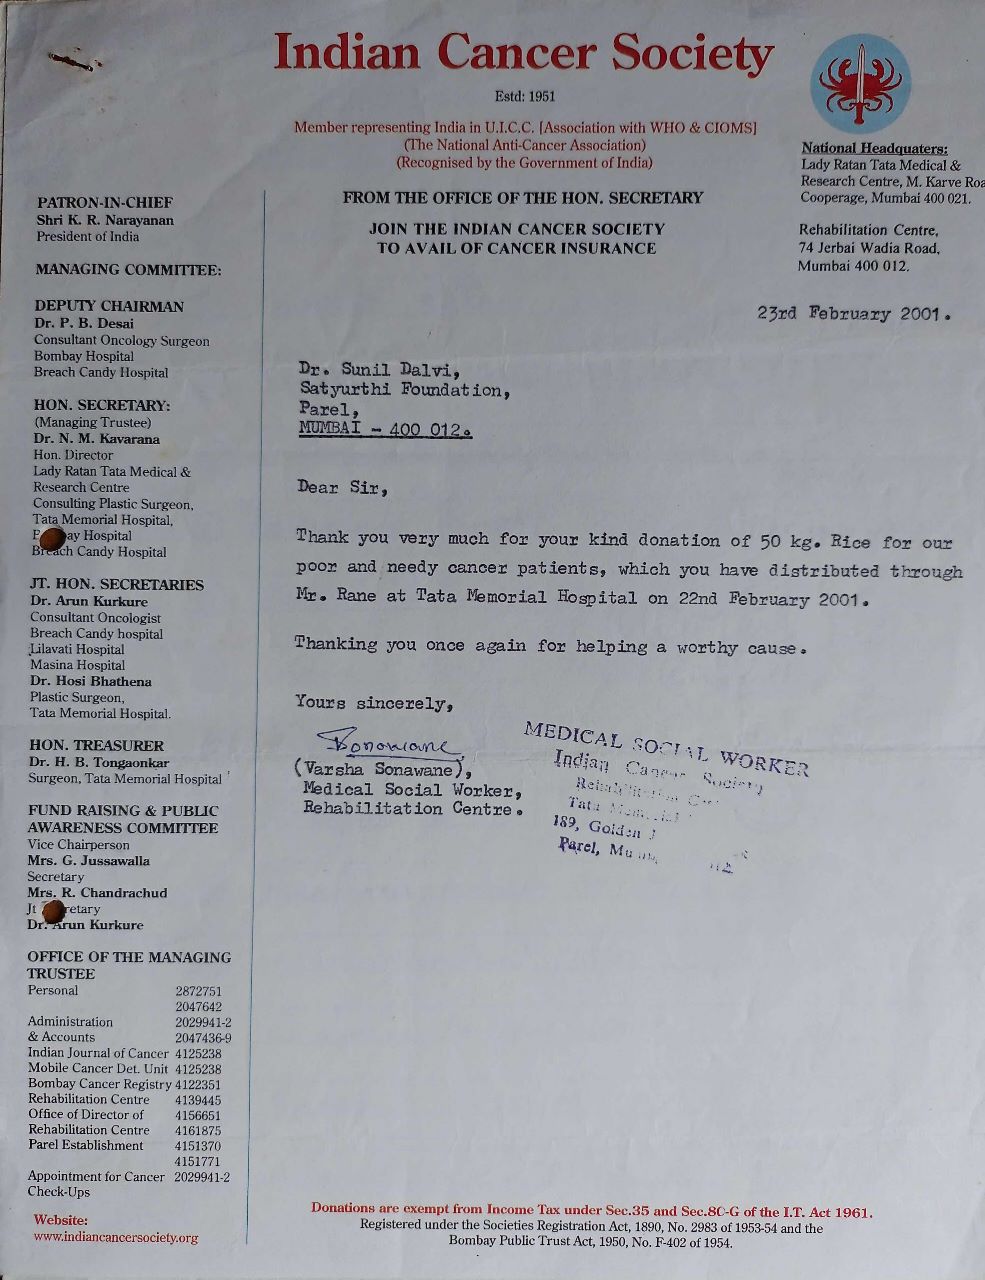 Indian Cancer Society
Estd: 1951
Member representing India in U.I.C.C. [Association with WHO & CIOMS]
(The National Anti-Cancer Association)
(Recognised by the Government of India)
National Headquaters:
Lady Ratan Tata Medical &
Research Centre, M. Karve Roa
Cooperage, Mumbai 400 021.
Rehabilitation Centre,
74 Jerbai Wadia Road,
Mumbai 400 012.
FROM THE OFFICE OF THE HON. SECRETARY
JOIN THE INDIAN CANCER SOCIETY
TO AVAIL OF CANCER INSURANCE
PATRON-IN-CHIEF
Shri K. R. Narayanan
President of India
MANAGING COMMITTEE:
DEPUTY CHAIRMAN
Dr. P. B. Desai
Consultant Oncology Surgeon
Bombay Hospital
Breach Candy Hospital
HON. SECRETARY:
(Managing Trustee)
Dr. N. M. Kavarana
Hon. Director
Lady Ratan Tata Medical &
Research Centre
Consulting Plastic Surgeon,
Tata Memorial Hospital,
Hospital
Breach Candy Hospital
JT. HON. SECRETARIES
Dr. Arun Kurkure
Consultant Oncologist
Breach Candy hospital
Lilavati Hospital
Masina Hospital
Dr. Hosi Bhathena
Plastic Surgeon,
Tata Memorial Hospital.
HON. TREASURER
Dr. H. B. Tongaonkar
Surgeon, Tata Memorial Hospital
FUND RAISING & PUBLIC
AWARENESS COMMITTEE
Vice Chairperson
Mrs. G. Jussawalla
Secretary
Mrs. R. Chandrachud
Jt
Dr. Arun Kurkure
OFFICE OF THE MANAGING
TRUSTEE
Personal 2872751
2047642
Administration 2029941-2
& Accounts 2047436-9
Indian Journal of Cancer 4125238
Mobile Cancer Det. Unit 4125238
Bombay Cancer Registry 4122351
Rehabilitation Centre 4139445
Office of Director of 4156651
Rehabilitation Centre 4161875
Parel Establishment 4151370
4151771
Appointment for Cancer 2029941-2
Check-Ups
Website:
www.indiancancersociety.org
23rd February 2001.
Dr. Sunil Dalvi,
Satyurthi Foundation,
Parel,
MUMBAI - 400 012.
Dear Sir,
Thank you very much for your kind donation of 50 kg. Rice for our
poor and needy cancer patients, which you have distributed through
Mr. Rane at Tata Memorial Hospital on 22nd February 2001.
Thanking you once again for helping a worthy cause.
Yours sincerely,
Sonawane
(Varsha Sonawane),
Medical Social Worker,
Rehabilitation Centre.
MEDICAL SOCIAL WORKER
Indian Cancer Society
Tata
189, Golden
Parel,
Donations are exempt from Income Tax under Sec.35 and Sec.80-G of the I.T. Act 1961.
Registered under the Societies Registration Act, 1890, No. 2983 of 1953-54 and the
Bombay Public Trust Act, 1950, No. F-402 of 1954.